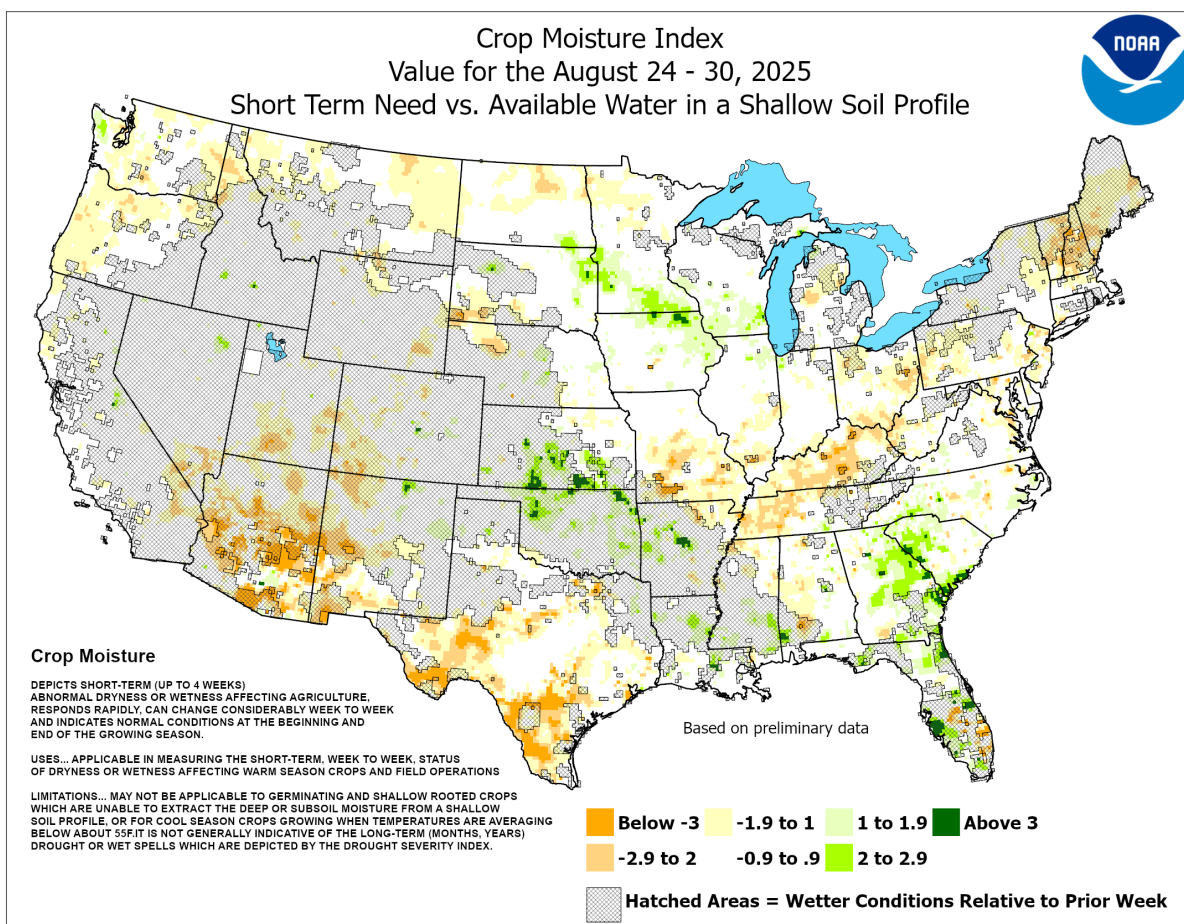 Crop Moisture Index
Value for the August 24 - 30, 2025
Short Term Need vs. Available Water in a Shallow Soil Profile
NOAA
Crop Moisture
DEPICTS SHORT-TERM (UP TO 4 WEEKS)
ABNORMAL DRYNESS OR WETNESS AFFECTING AGRICULTURE,
RESPONDS RAPIDLY, CAN CHANGE CONSIDERABLY WEEK TO WEEK
AND INDICATES NORMAL CONDITIONS AT THE BEGINNING AND
END OF THE GROWING SEASON.
USES... APPLICABLE IN MEASURING THE SHORT-TERM, WEEK TO WEEK, STATUS
OF DRYNESS OR WETNESS AFFECTING WARM SEASON CROPS AND FIELD OPERATIONS
LIMITATIONS... MAY NOT BE APPLICABLE TO GERMINATING AND SHALLOW ROOTED CROPS
WHICH ARE UNABLE TO EXTRACT THE DEEP OR SUBSOIL MOISTURE FROM A SHALLOW
SOIL PROFILE, OR FOR COOL SEASON CROPS GROWING WHEN TEMPERATURES ARE AVERAGING
BELOW ABOUT 55F.IT IS NOT GENERALLY INDICATIVE OF THE LONG-TERM (MONTHS, YEARS)
DROUGHT OR WET SPELLS WHICH ARE DEPICTED BY THE DROUGHT SEVERITY INDEX.
Based on preliminary data
Below -3 -1.9 to 1 1 to 1.9 Above 3
-2.9 to 2 -0.9 to .9 2 to 2.9
Hatched Areas = Wetter Conditions Relative to Prior Week